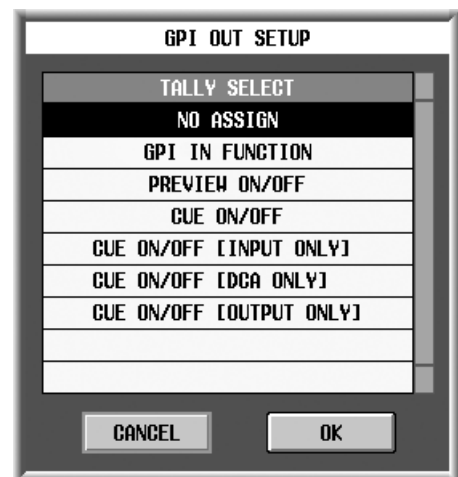 GPI OUT SETUP
TALLY SELECT
NO ASSIGN
GPI IN FUNCTION
PREVIEW ON/OFF
CUE ON/OFF
CUE ON/OFF [INPUT ONLY]
CUE ON/OFF [DCA ONLY]
CUE ON/OFF [OUTPUT ONLY]
CANCEL OK